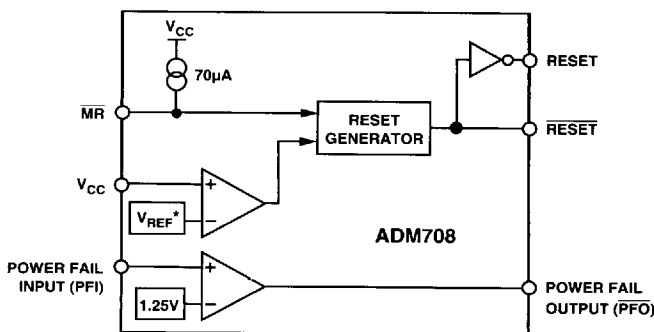 VCC
70μA
MR
RESET
GENERATOR
RESET
RESET
VCC
VREF*
ADM708
POWER FAIL
INPUT (PFI)
1.25V
POWER FAIL
OUTPUT (PFO)